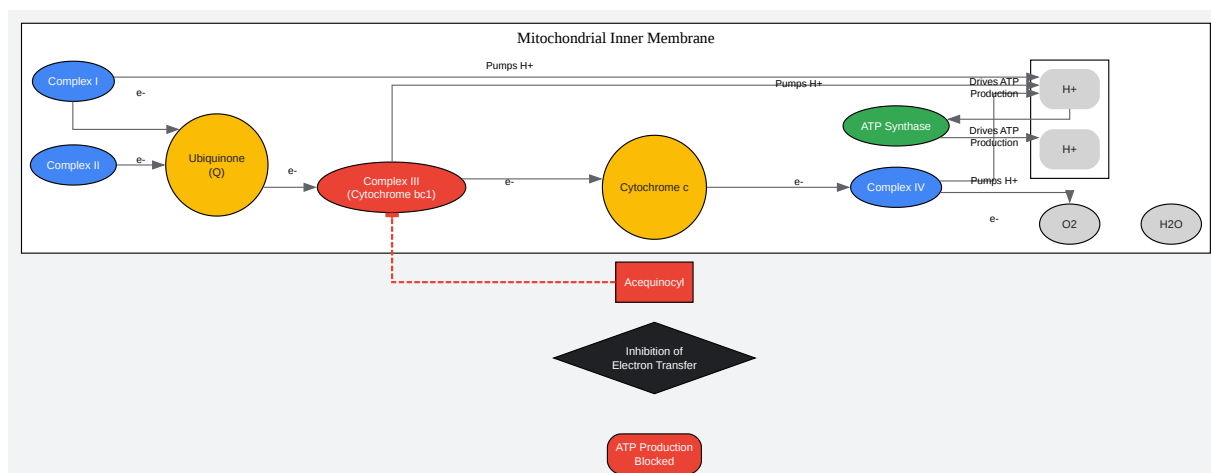 Mitochondrial Inner Membrane
Pumps H+
Complex I
e-
Pumps H+
Drives ATP
Production
H+
ATP Synthase
Drives ATP
Production
H+
Complex II
e-
Ubiquinone
(Q)
e-
Complex III
(Cytochrome bc1)
e-
Cytochrome c
e-
Complex IV
Pumps H+
e-
O2
H2O
Acequinocyl
Inhibition of
Electron Transfer
ATP Production
Blocked